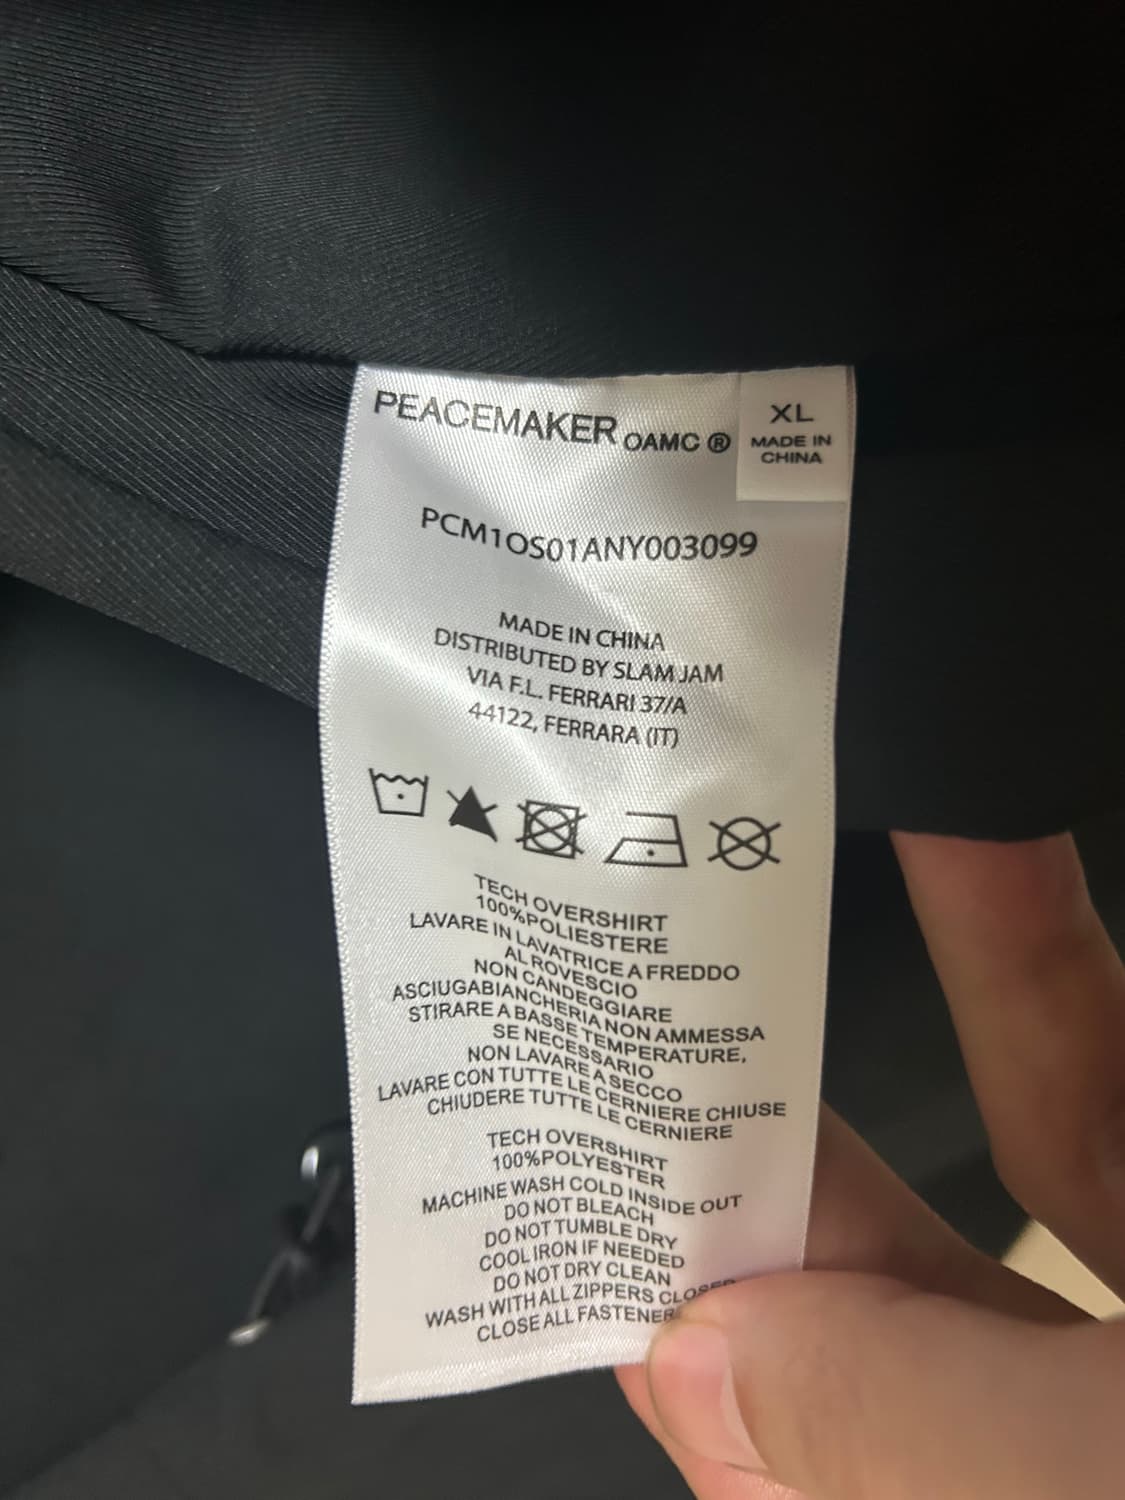 PEACEMAKER OAMC ®
XL
MADE IN
CHINA
PCM1OS01ANY003099
MADE IN CHINA
DISTRIBUTED BY SLAM JAM
VIA F.L. FERRARI 37/A
44122, FERRARA (IT)
TECH OVERSHIRT
100%POLIESTERE
LAVARE IN LAVATRICE A FREDDO
AL ROVESCIO
NON CANDEGGIARE
ASCIUGABIANCHERIA NON AMMESSA
STIRARE A BASSE TEMPERATURE,
SE NECESSARIO
NON LAVARE A SECCO
LAVARE CON TUTTE LE CERNIERE CHIUSE
CHIUDERE TUTTE LE CERNIERE
TECH OVERSHIRT
100%POLYESTER
MACHINE WASH COLD INSIDE OUT
DO NOT BLEACH
DO NOT TUMBLE DRY
COOL IRON IF NEEDED
DO NOT DRY CLEAN
WASH WITH ALL ZIPPERS CLOSED
CLOSE ALL FASTENER